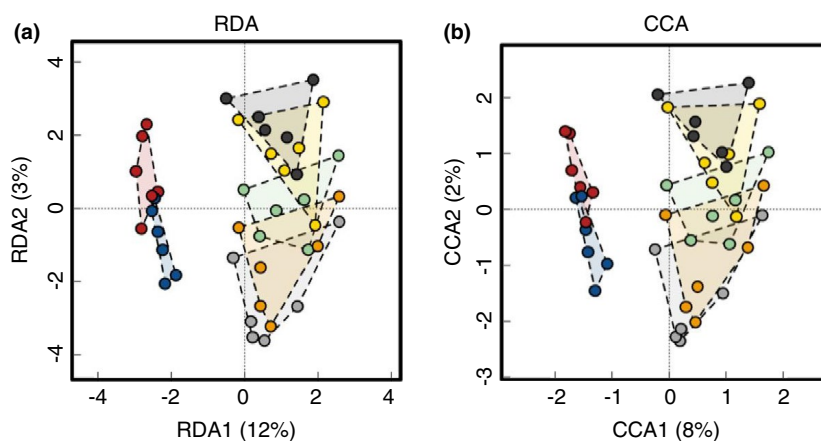 (a) RDA
4
2
0
-2
-4
RDA2 (3%)
-4 -2 0 2 4
RDA1 (12%)
(b) CCA
2
1
0
-1
-2
-3
CCA2 (2%)
-2 -1 0 1 2
CCA1 (8%)